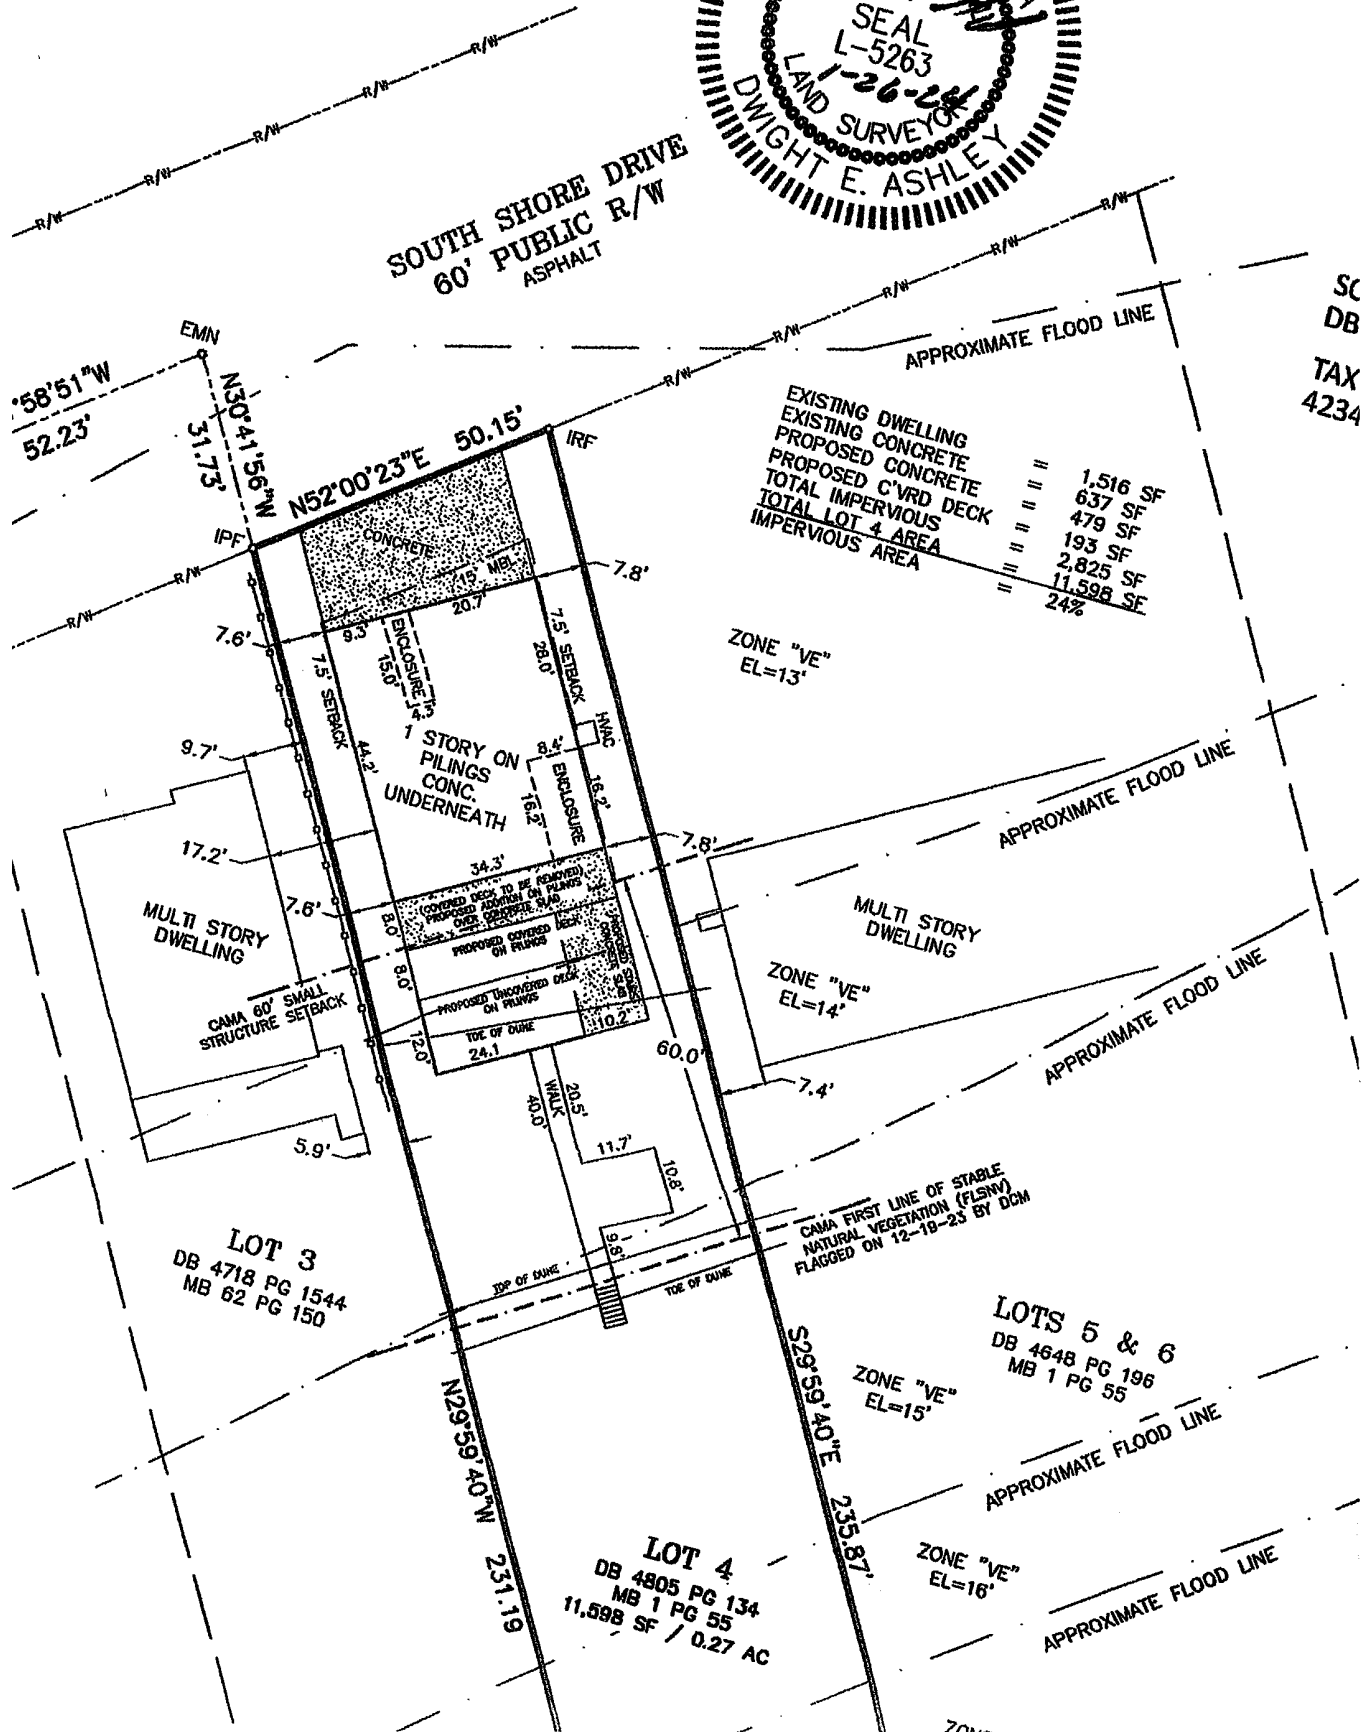 R/W
R/W
R/W
R/W
R/W
SEAL
L-5263
1-26-24
LAND SURVEYOR
DWIGHT E. ASHLEY
SOUTH SHORE DRIVE
60' PUBLIC R/W
ASPHALT
R/W
R/W
R/W
R/W
R/W
R/W
R/W
EMN
°58'51"W
52.23'
N30°41'56"W
31.73'
IPF
N52°00'23"E 50.15'
IRF
APPROXIMATE FLOOD LINE
DB
TAX
4234
EXISTING DWELLING = 1,516 SF
EXISTING CONCRETE = 637 SF
PROPOSED CONCRETE = 479 SF
PROPOSED C'VRD DECK = 193 SF
TOTAL IMPERVIOUS = 2,825 SF
TOTAL LOT 4 AREA = 11,598 SF
IMPERVIOUS AREA = 24%
CONCRETE
15' MBL
7.8'
20.7'
9.3'
7.6'
ENCLOSURE
15.0'
4.3'
7.5' SETBACK
28.0'
7.5' SETBACK
44.2'
HVAC
ZONE "VE"
EL=13'
1 STORY ON
PILINGS
CONC.
UNDERNEATH
8.4'
ENCLOSURE
16.2'
16.2'
9.7'
17.2'
APPROXIMATE FLOOD LINE
7.8'
34.3'
7.6'
(COVERED DECK TO BE REMOVED)
PROPOSED ADDITION ON PILINGS
OVER CONCRETE SLAB
8.0'
PROPOSED COVERED DECK
ON PILINGS
8.0'
PROPOSED UNCOVERED DECK
ON PILINGS
12.0'
TOE OF DUNE
24.1
10.2'
60.0'
MULTI STORY
DWELLING
CAMA 60' SMALL
STRUCTURE SETBACK
MULTI STORY
DWELLING
ZONE "VE"
EL=14'
APPROXIMATE FLOOD LINE
7.4'
WALK
20.5'
40.0'
11.7'
10.8'
9.8'
5.9'
CAMA FIRST LINE OF STABLE
NATURAL VEGETATION (FLSNV)
FLAGGED ON 12-19-23 BY DCM
TOP OF DUNE
TOE OF DUNE
LOT 3
DB 4718 PG 1544
MB 62 PG 150
LOTS 5 & 6
DB 4648 PG 196
MB 1 PG 55
ZONE "VE"
EL=15'
N29°59'40"W 231.19
S29°59'40"E 235.87'
APPROXIMATE FLOOD LINE
LOT 4
DB 4805 PG 134
MB 1 PG 55
11,598 SF / 0.27 AC
ZONE "VE"
EL=16'
APPROXIMATE FLOOD LINE